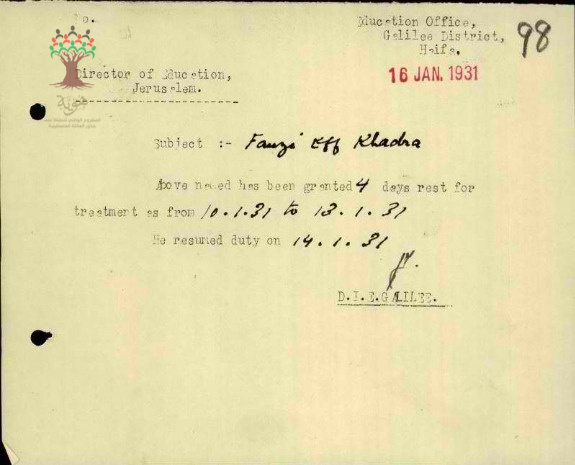 No.
Education Office,
Galilee District,
Haifa.
98
16 JAN. 1931
Director of Education,
Jerusalem.
هوية
Subject :- Fauzi Eff Khadra
Above named has been granted 4 days rest for
treatment as from 10.1.31 to 13.1.31
He resumed duty on 14.1.31
D.I.E.GALILEE.